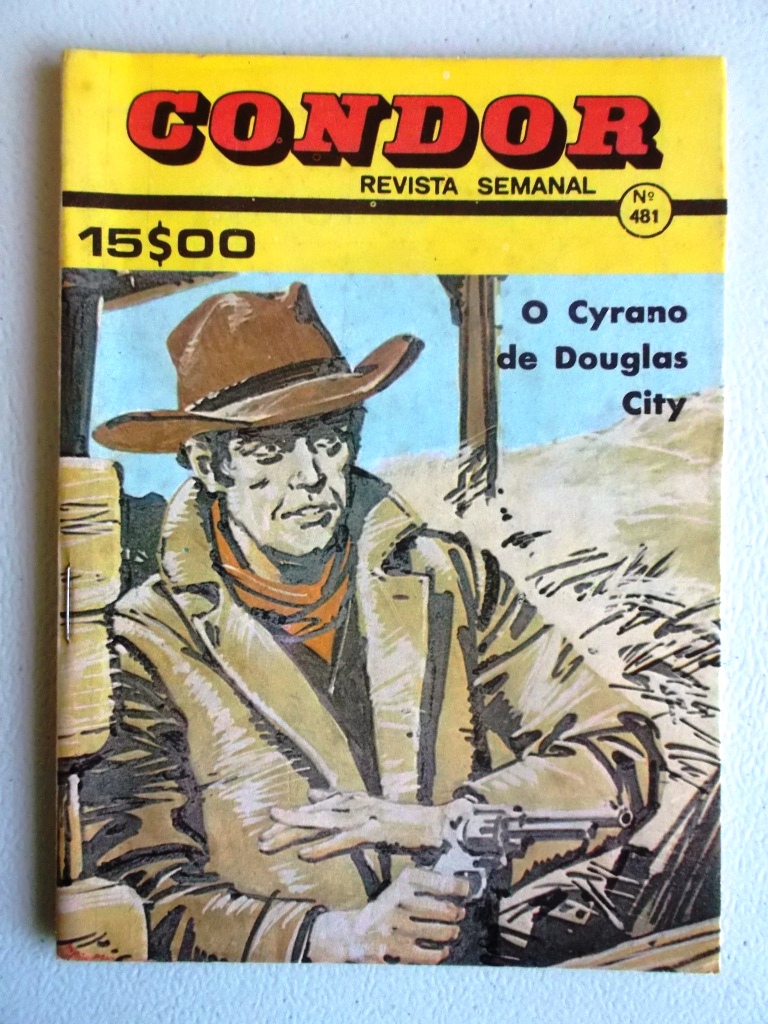 CONDOR
REVISTA SEMANAL
Nº
481
15$00
O Cyrano
de Douglas
City